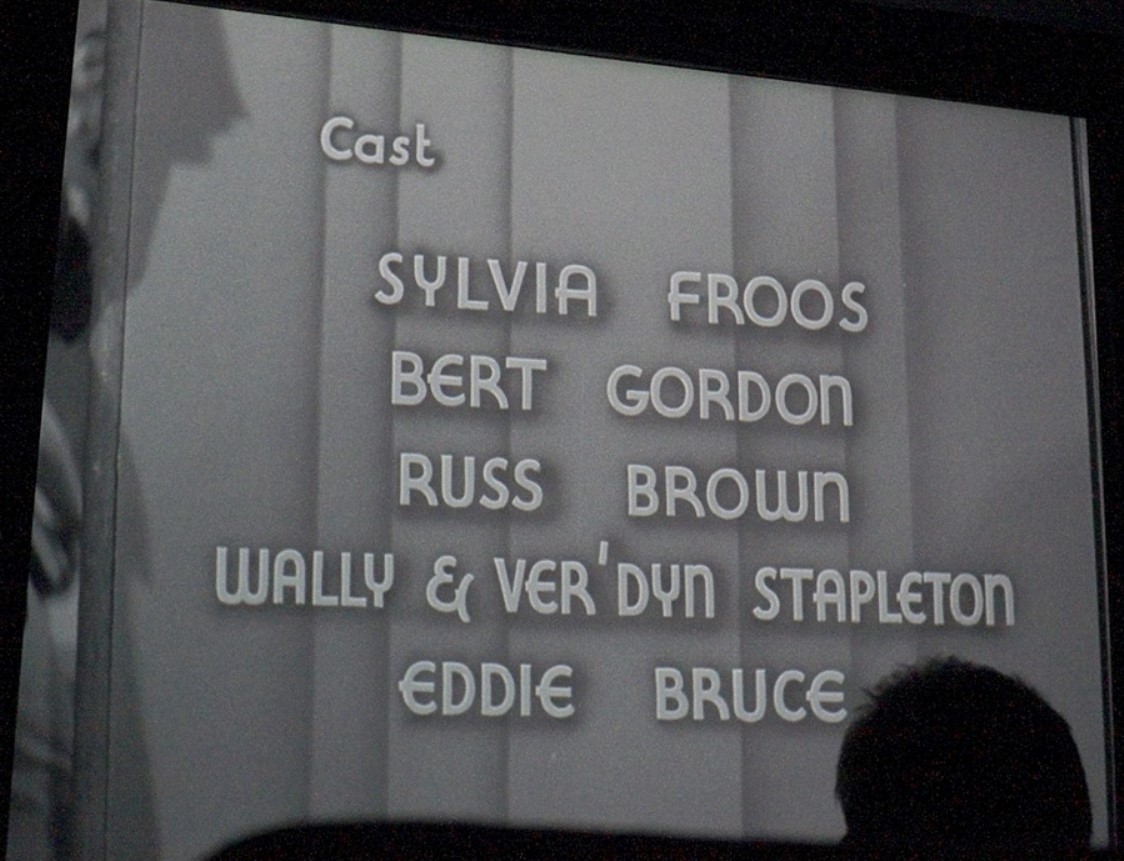 Cast
SYLVIA FROOS
BERT GORDON
RUSS BROWN
WALLY & VER'DYN STAPLETON
EDDIE BRUCE